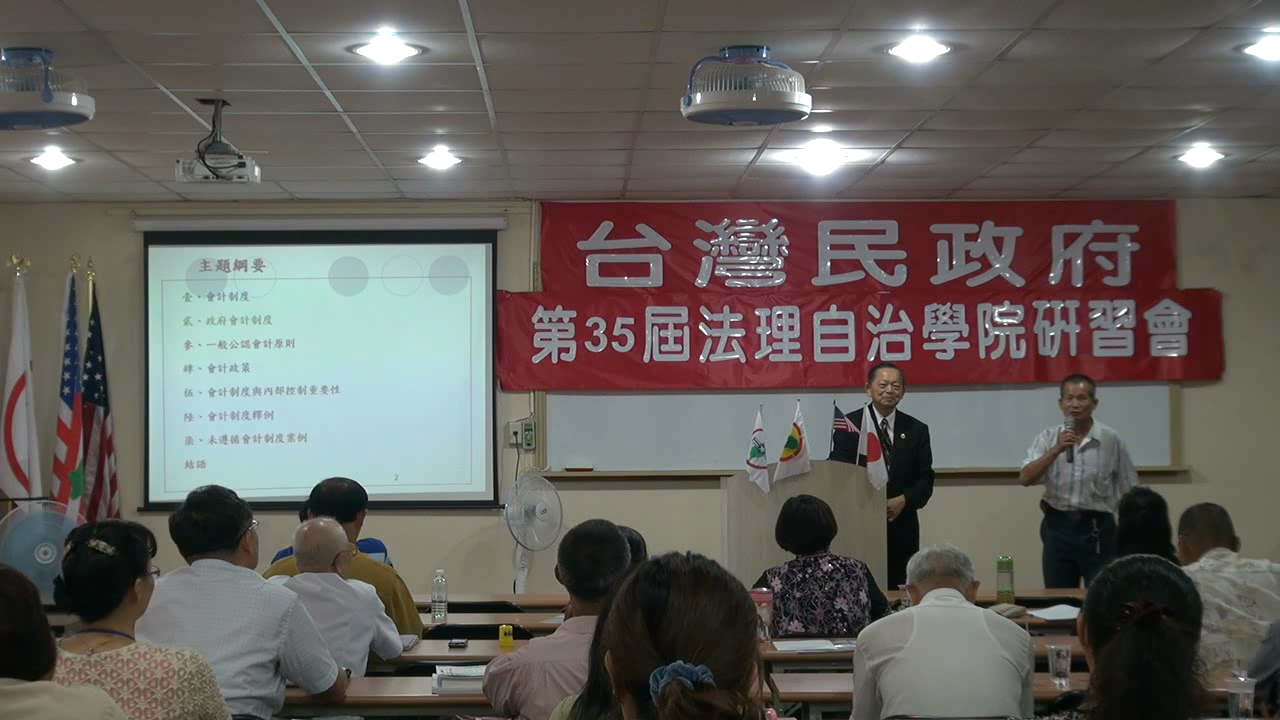 台灣民政府
第35屆法理自治學院研習會
主題綱要
壹、會計制度
貳、政府會計制度
參、一般公認會計原則
肆、會計政策
伍、會計制度與內部控制重要性
陸、會計制度釋例
柒、未遵循會計制度案例
結語
2